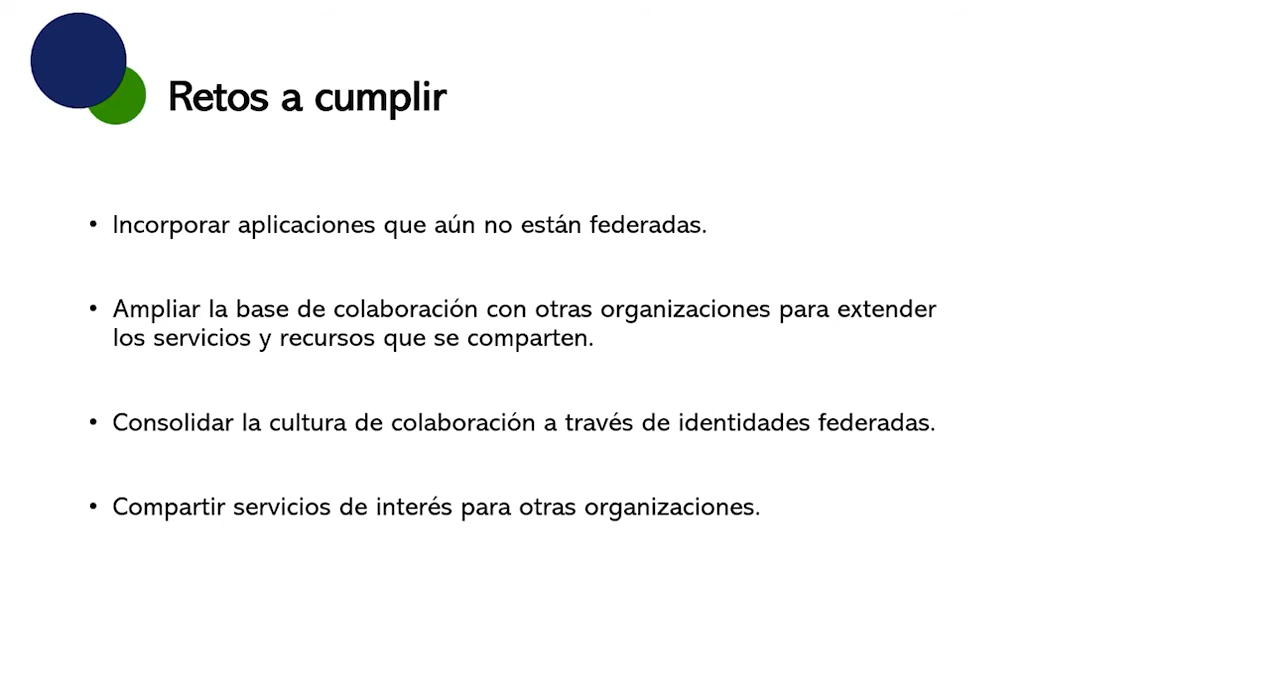 Retos a cumplir
• Incorporar aplicaciones que aún no están federadas.
• Ampliar la base de colaboración con otras organizaciones para extender
los servicios y recursos que se comparten.
• Consolidar la cultura de colaboración a través de identidades federadas.
• Compartir servicios de interés para otras organizaciones.